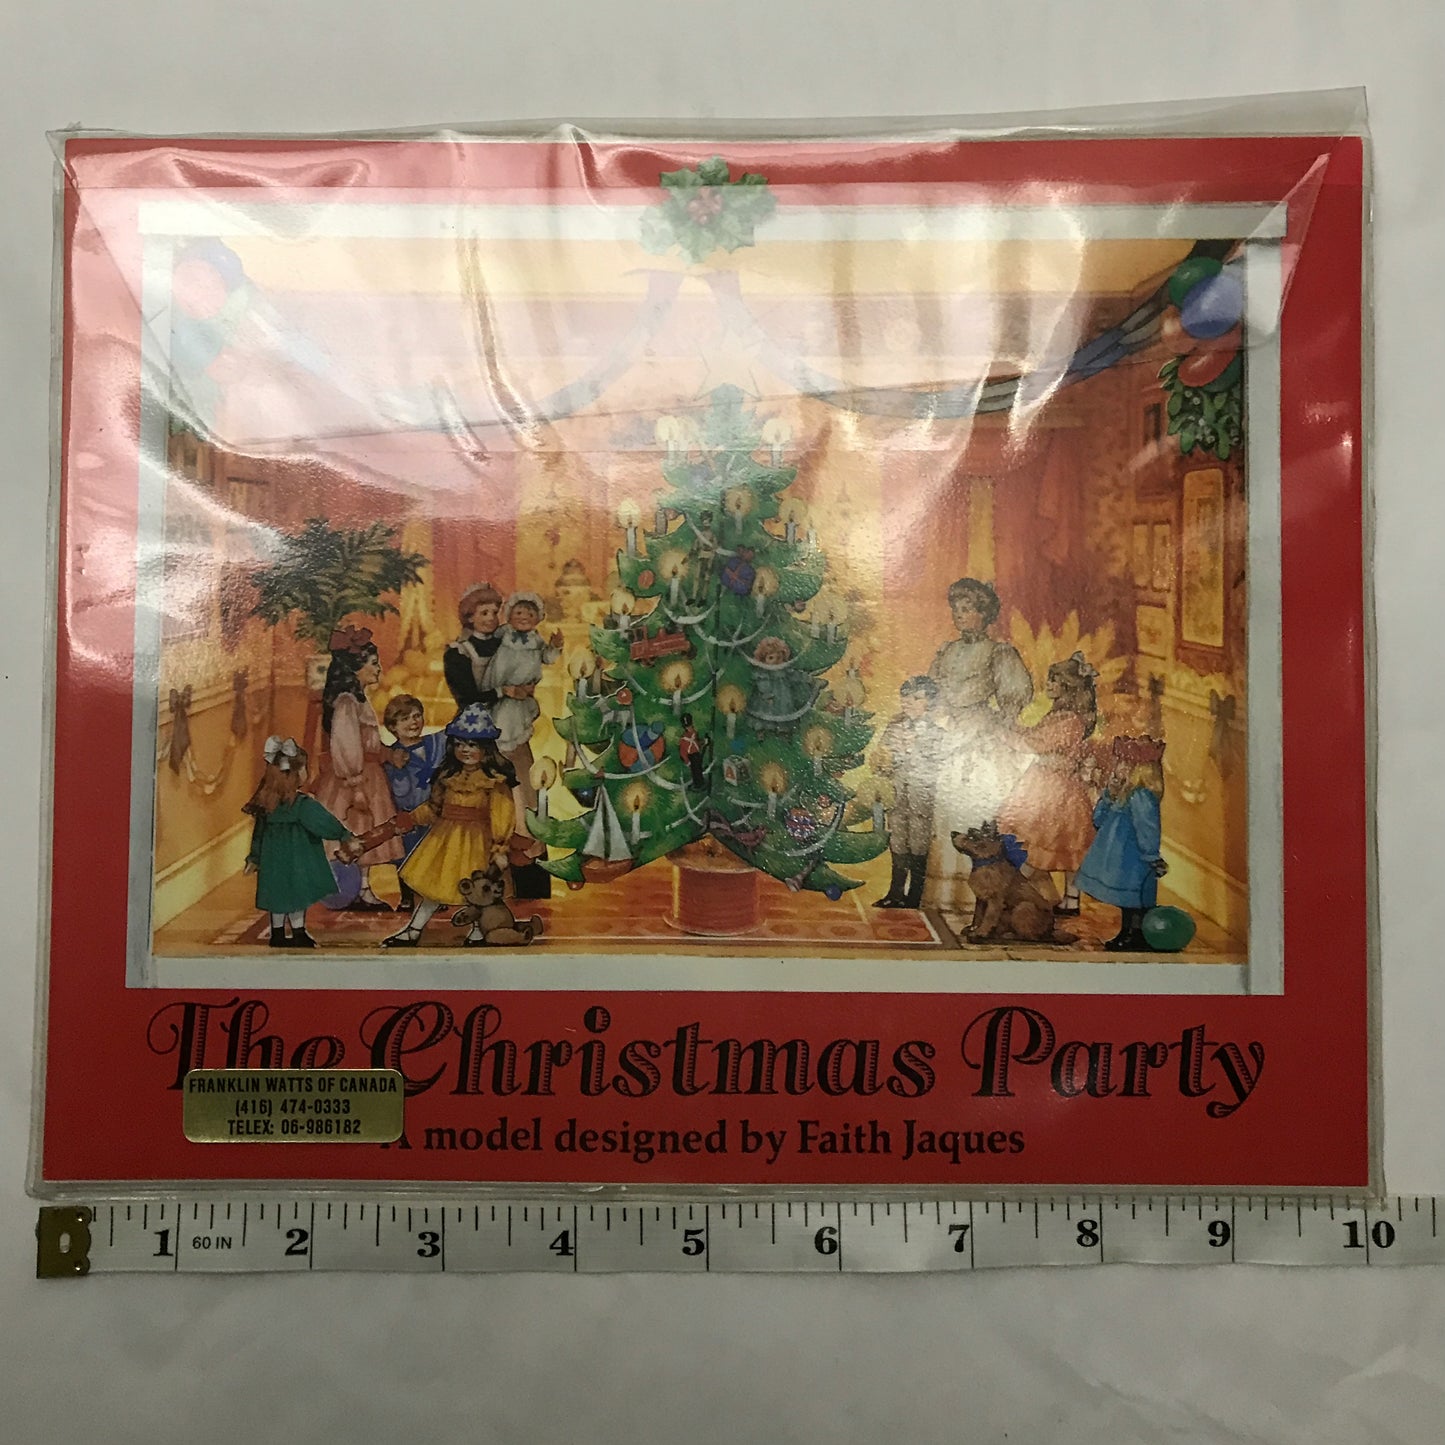 The Christmas Party
FRANKLIN WATTS OF CANADA
(416) 474-0333
TELEX: 06-986182
A model designed by Faith Jaques
1 60 IN 2 3 4 5 6 7 8 9 10